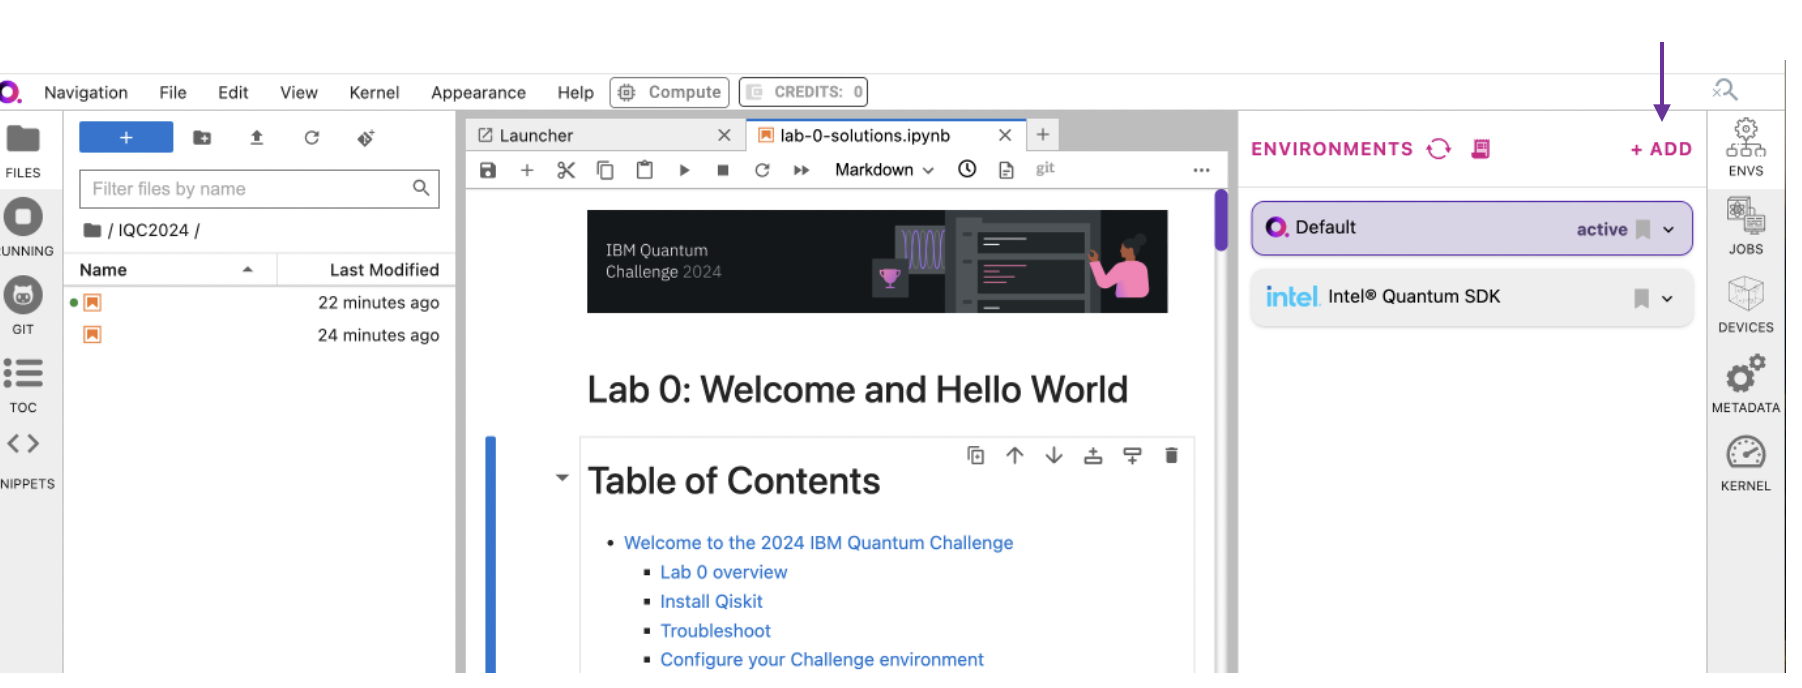 Navigation File Edit View Kernel Appearance Help Compute CREDITS: 0
FILES
RUNNING
GIT
TOC
NIPPETS
+
Filter files by name
/ IQC2024 /
Name Last Modified
22 minutes ago
24 minutes ago
Launcher lab-0-solutions.ipynb +
Markdown git ...
IBM Quantum
Challenge 2024
Lab 0: Welcome and Hello World
Table of Contents
• Welcome to the 2024 IBM Quantum Challenge
▪ Lab 0 overview
▪ Install Qiskit
▪ Troubleshoot
▪ Configure your Challenge environment
ENVIRONMENTS + ADD
Default active
intel. Intel® Quantum SDK
ENVS
JOBS
DEVICES
METADATA
KERNEL